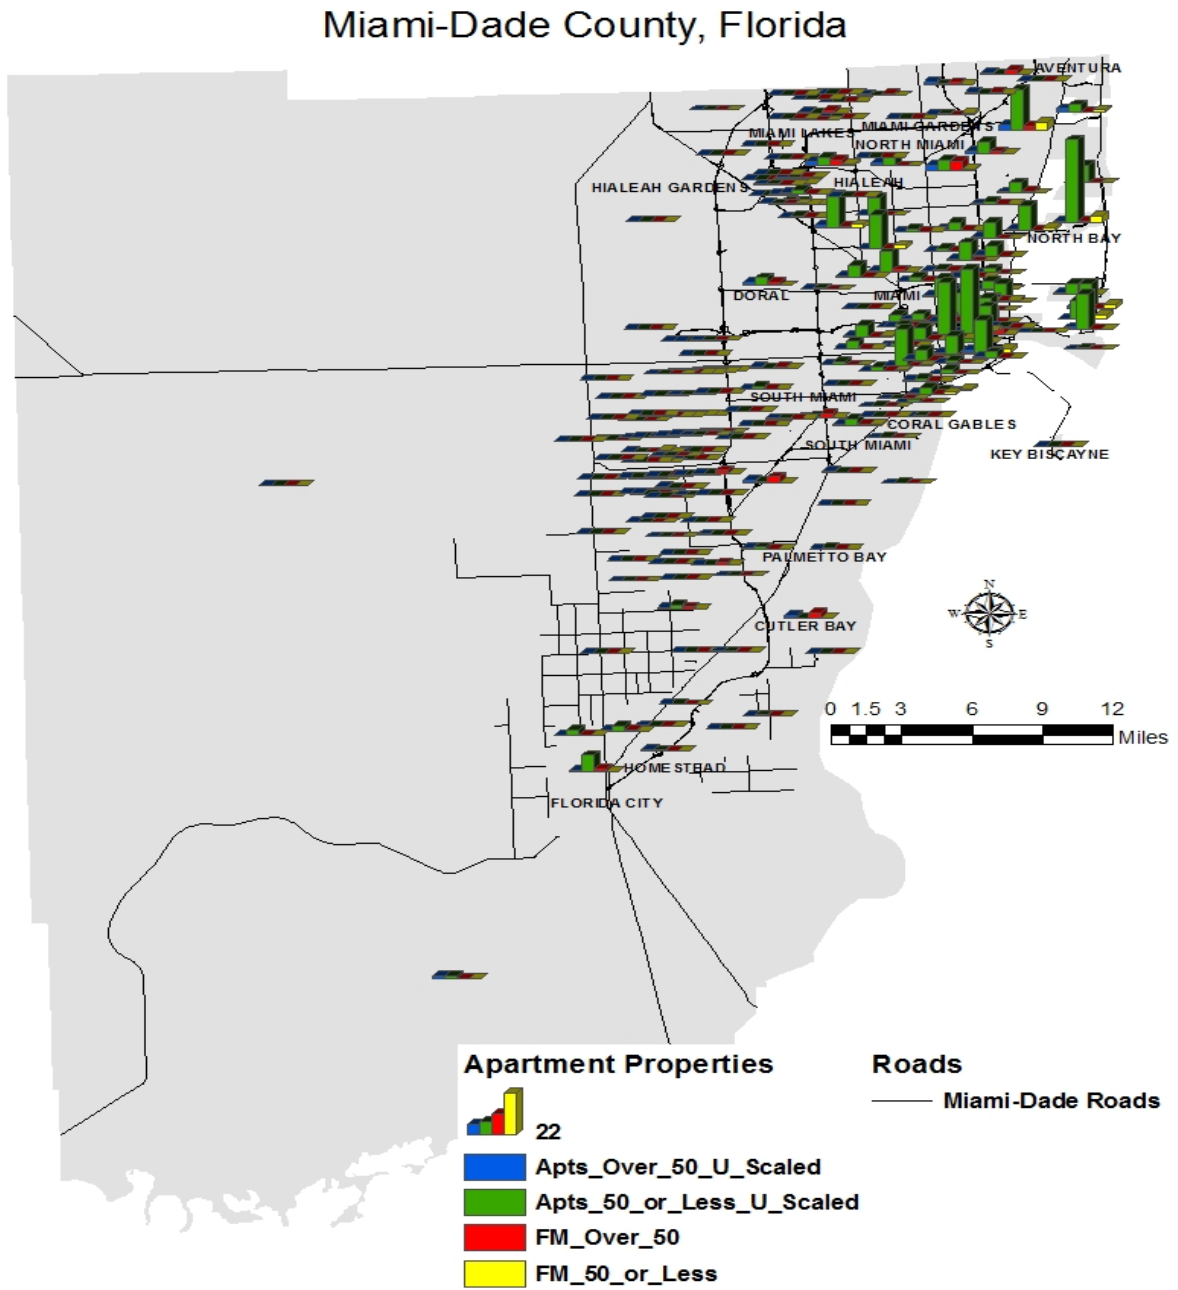 Miami-Dade County, Florida
AVENTURA
MIAMI LAKES
MIAMI GARDENS
NORTH MIAMI
HIALEAH GARDENS
HIALEAH
NORTH BAY
DORAL
MIAMI
SOUTH MIAMI
CORAL GABLES
SOUTH MIAMI
KEY BISCAYNE
PALMETTO BAY
N
W E
S
CUTLER BAY
0 1.5 3 6 9 12
Miles
HOMESTEAD
FLORIDA CITY
Apartment Properties
22
Apts_Over_50_U_Scaled
Apts_50_or_Less_U_Scaled
FM_Over_50
FM_50_or_Less
Roads
Miami-Dade Roads